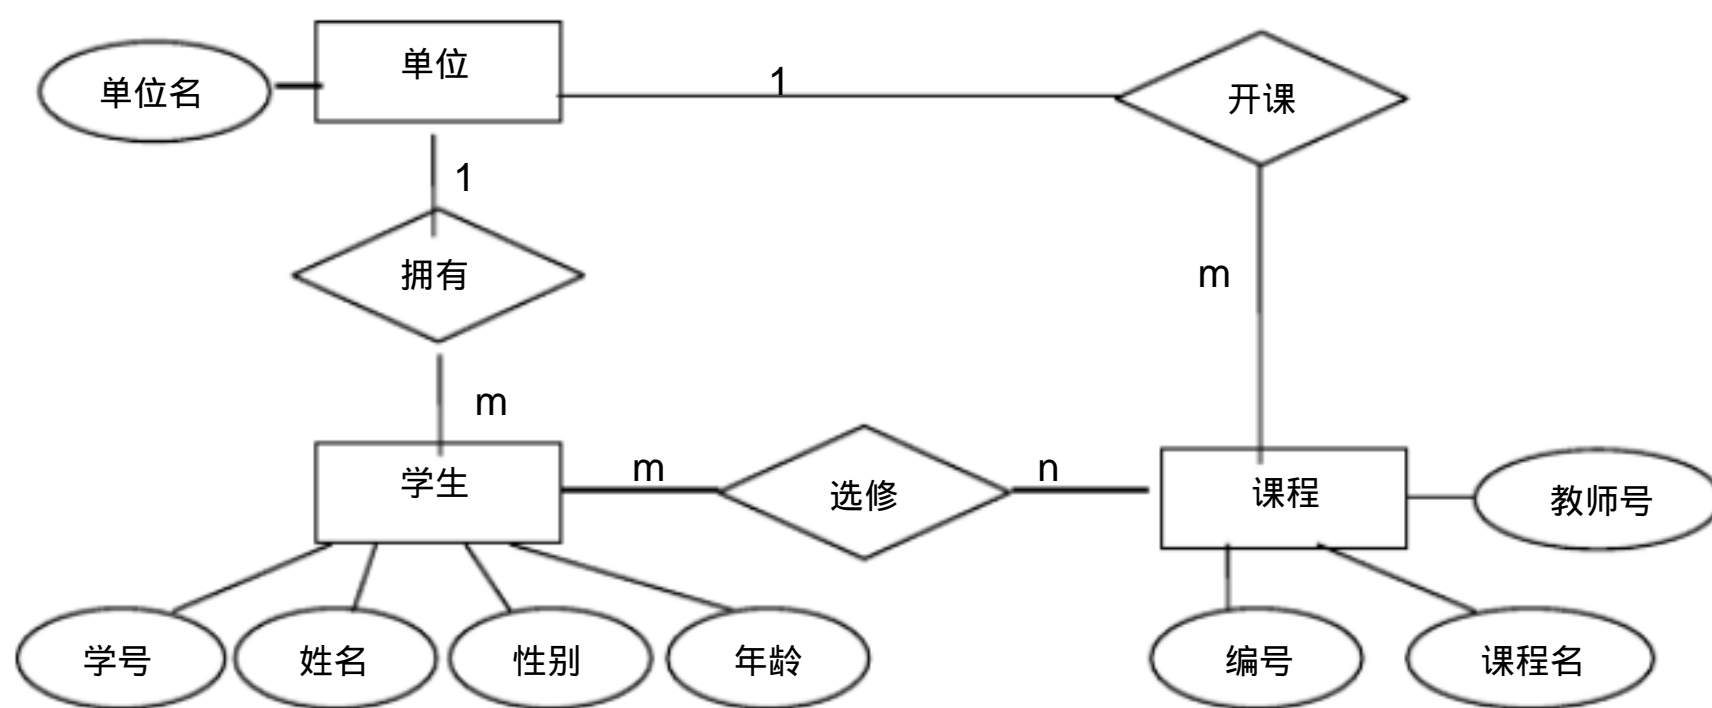 单位
单位名
1
开课
1
拥有
m
m
学生
m
选修
n
课程
教师号
学号
姓名
性别
年龄
编号
课程名